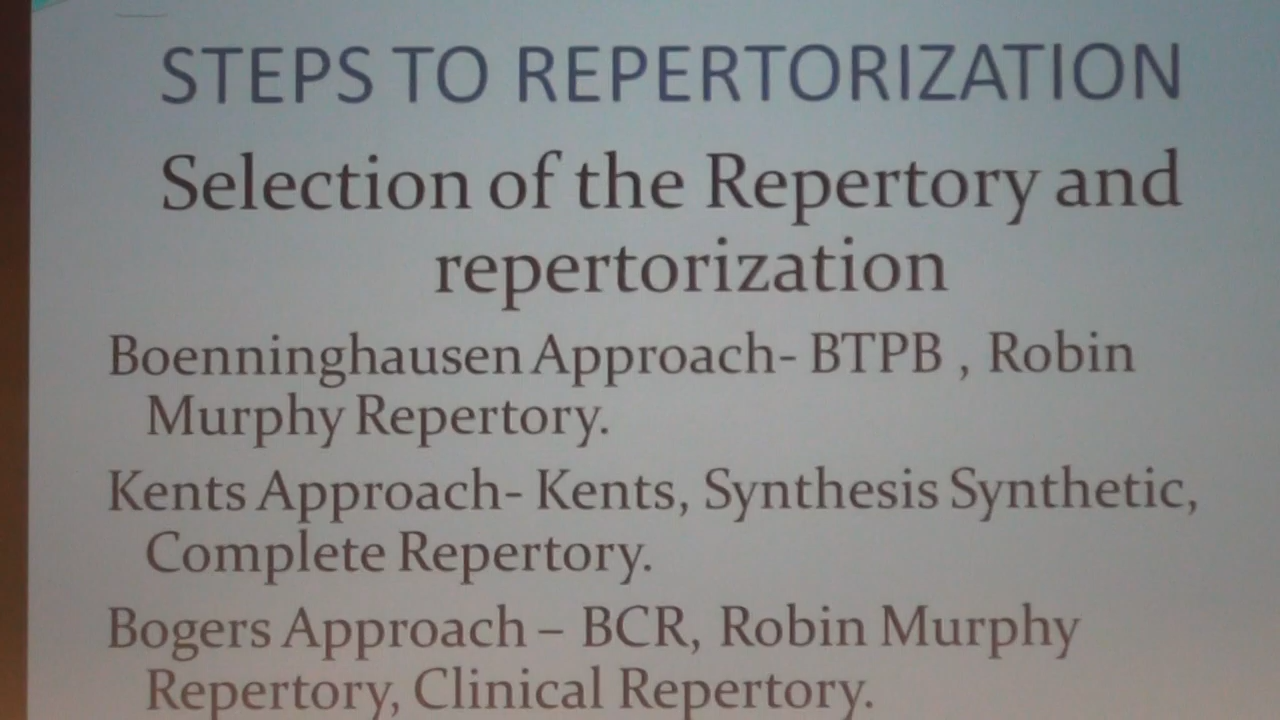 STEPS TO REPERTORIZATION
Selection of the Repertory and
repertorization
Boenninghausen Approach- BTPB , Robin
Murphy Repertory.
Kents Approach- Kents, Synthesis Synthetic,
Complete Repertory.
Bogers Approach – BCR, Robin Murphy
Repertory, Clinical Repertory.